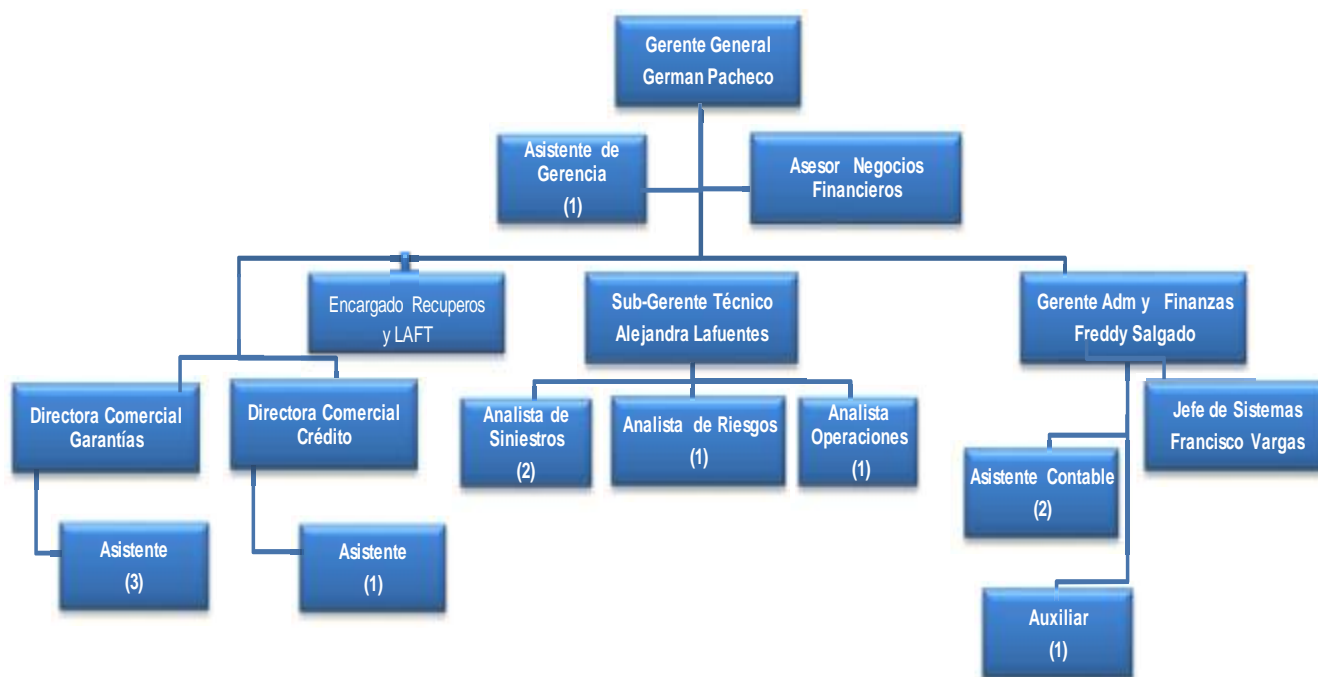 Gerente General
German Pacheco
Asistente de
Gerencia
(1)
Asesor Negocios
Financieros
Encargado Recuperos
y LAFT
Sub-Gerente Técnico
Alejandra Lafuentes
Gerente Adm y Finanzas
Freddy Salgado
Directora Comercial
Garantías
Directora Comercial
Crédito
Analista de
Siniestros
(2)
Analista de Riesgos
(1)
Analista
Operaciones
(1)
Jefe de Sistemas
Francisco Vargas
Asistente Contable
(2)
Asistente
(3)
Asistente
(1)
Auxiliar
(1)